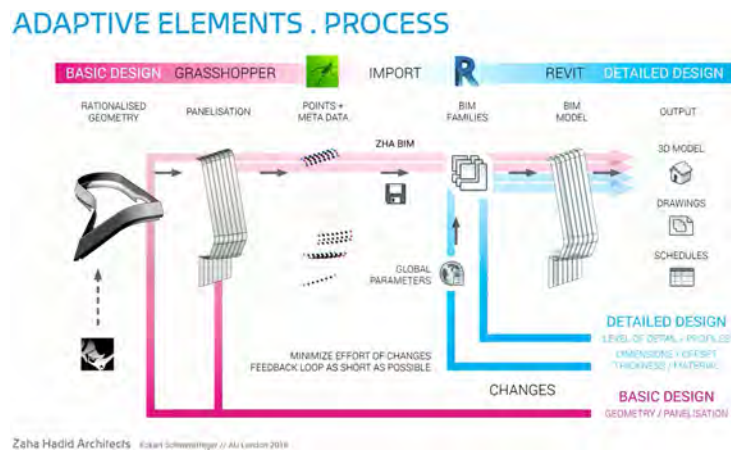 ADAPTIVE ELEMENTS . PROCESS
BASIC DESIGN GRASSHOPPER IMPORT R REVIT DETAILED DESIGN
RATIONALISED
GEOMETRY
PANELISATION
POINTS +
META DATA
BIM
FAMILIES
BIM
MODEL
OUTPUT
ZHA BIM
3D MODEL
DRAWINGS
GLOBAL
PARAMETERS
SCHEDULES
DETAILED DESIGN
LEVEL OF DETAIL + PROFILES
DIMENSIONS / OFFSET
THICKNESS / MATERIAL
MINIMIZE EFFORT OF CHANGES
FEEDBACK LOOP AS SHORT AS POSSIBLE
CHANGES
BASIC DESIGN
GEOMETRY / PANELISATION
Zaha Hadid Architects // AU London 2016